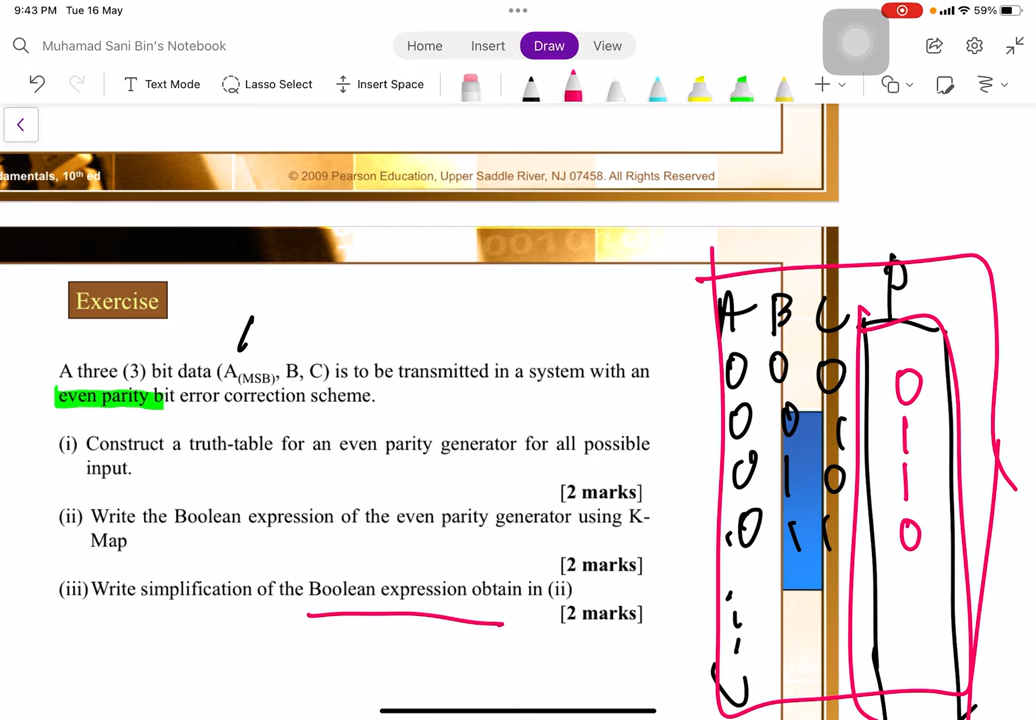 9:43 PM Tue 16 May
59%
Muhamad Sani Bin's Notebook
Home Insert Draw View
Text Mode Lasso Select Insert Space
damentals, 10th ed
© 2009 Pearson Education, Upper Saddle River, NJ 07458. All Rights Reserved
Exercise
A three (3) bit data (A(MSB), B, C) is to be transmitted in a system with an
even parity bit error correction scheme.
(i) Construct a truth-table for an even parity generator for all possible
input.
[2 marks]
(ii) Write the Boolean expression of the even parity generator using K-
Map
[2 marks]
(iii) Write simplification of the Boolean expression obtain in (ii)
[2 marks]
A B C P
0 0 0 0
0 0 1 1
0 1 0 1
0 1 1 0